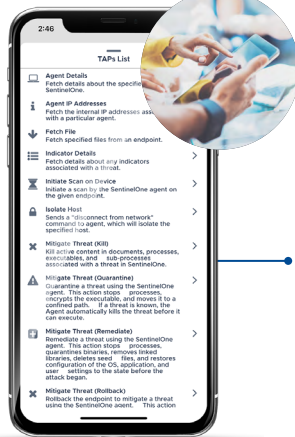 2:46
TAPs List
Agent Details
Fetch details about the specifie
SentinelOne.
Agent IP Addresses
Fetch the internal IP addresses
with a particular agent.
Fetch File
Fetch specified files from an endpoint.
Indicator Details
Fetch details about any indicators
associated with a threat.
Initiate Scan on Device
Initiate a scan by the SentinelOne agent on
the given endpoint.
Isolate Host
Sends a "disconnect from network"
command to agent, which will isolate the
specified host.
Mitigate Threat (Kill)
Kill active content in documents, processes,
executables, and sub-processes
associated with a threat in SentinelOne.
Mitigate Threat (Quarantine)
Quarantine a threat using the SentinelOne
agent. This action stops processes,
encrypts the executable, and moves it to a
confined path. If a threat is known, the
Agent automatically kills the threat before it
can execute.
Mitigate Threat (Remediate)
Remediate a threat using the SentinelOne
agent. This action stops processes,
quarantines binaries, removes linked
libraries, deletes seed files, and restores
configuration of the OS, application, and
user settings to the state before the
attack began.
Mitigate Threat (Rollback)
Rollback the endpoint to mitigate a threat
using the SentinelOne agent. This action